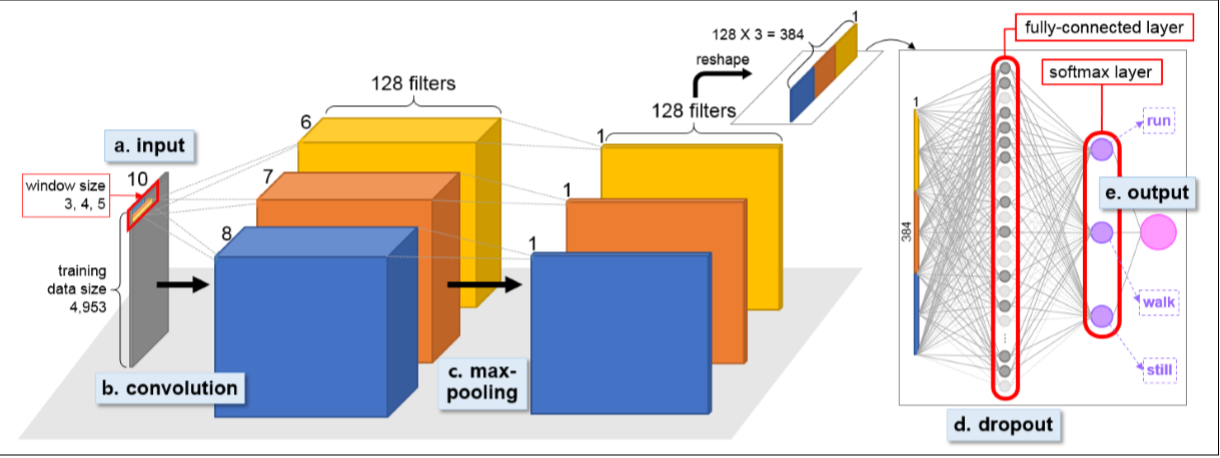 a. input
window size
3, 4, 5
10
training
data size
4,953
b. convolution
128 filters
6
7
8
c. max-
pooling
128 filters
1
1
1
reshape
128 X 3 = 384
1
fully-connected layer
softmax layer
1
384
run
walk
still
d. dropout
e. output